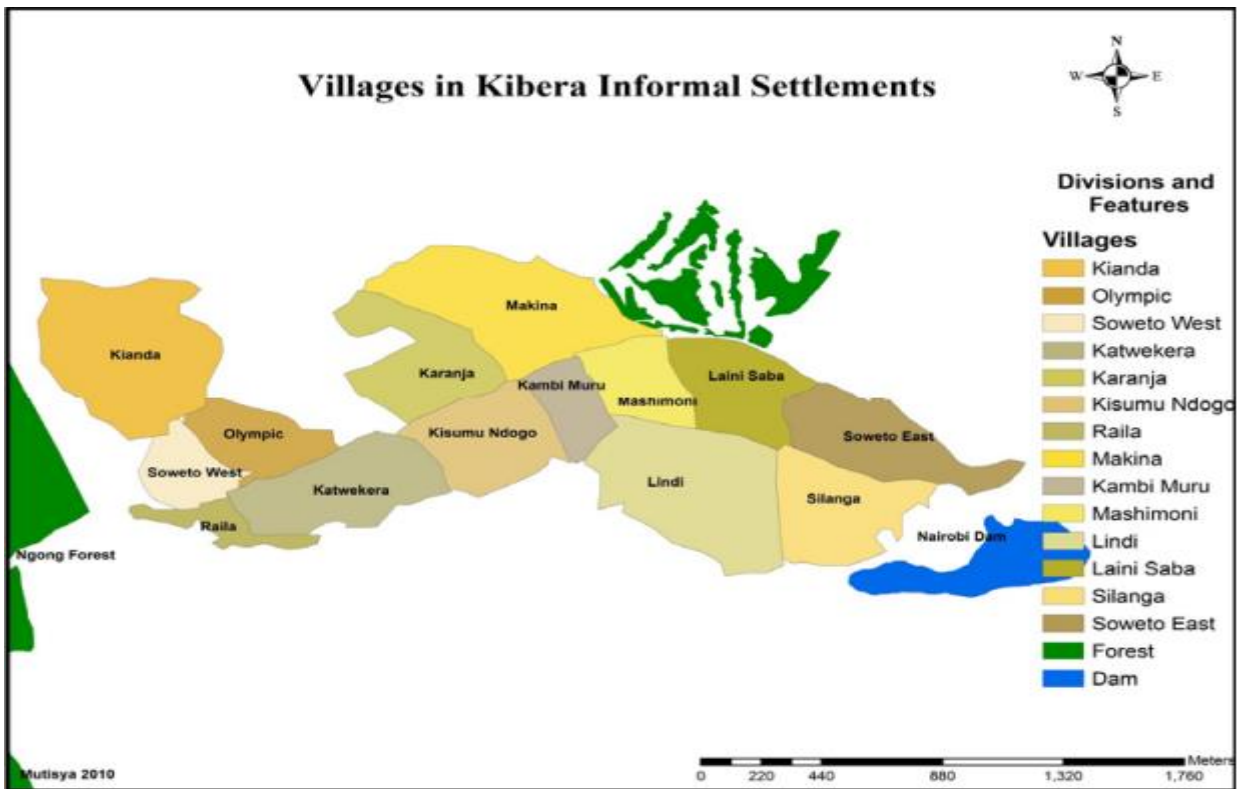 Villages in Kibera Informal Settlements
N
W
E
S
Divisions and
Features
Villages
Kianda
Olympic
Soweto West
Katwekera
Karanja
Kisumu Ndogo
Raila
Makina
Kambi Muru
Mashimoni
Lindi
Laini Saba
Silanga
Soweto East
Forest
Dam
Makina
Kianda
Karanja
Kambi Muru
Laini Saba
Mashimoni
Olympic
Kisumu Ndogo
Soweto East
Soweto West
Katwekera
Lindi
Silanga
Raila
Nairobi Dam
Ngong Forest
Mutisya 2010
Meters
0 220 440 880 1,320 1,760